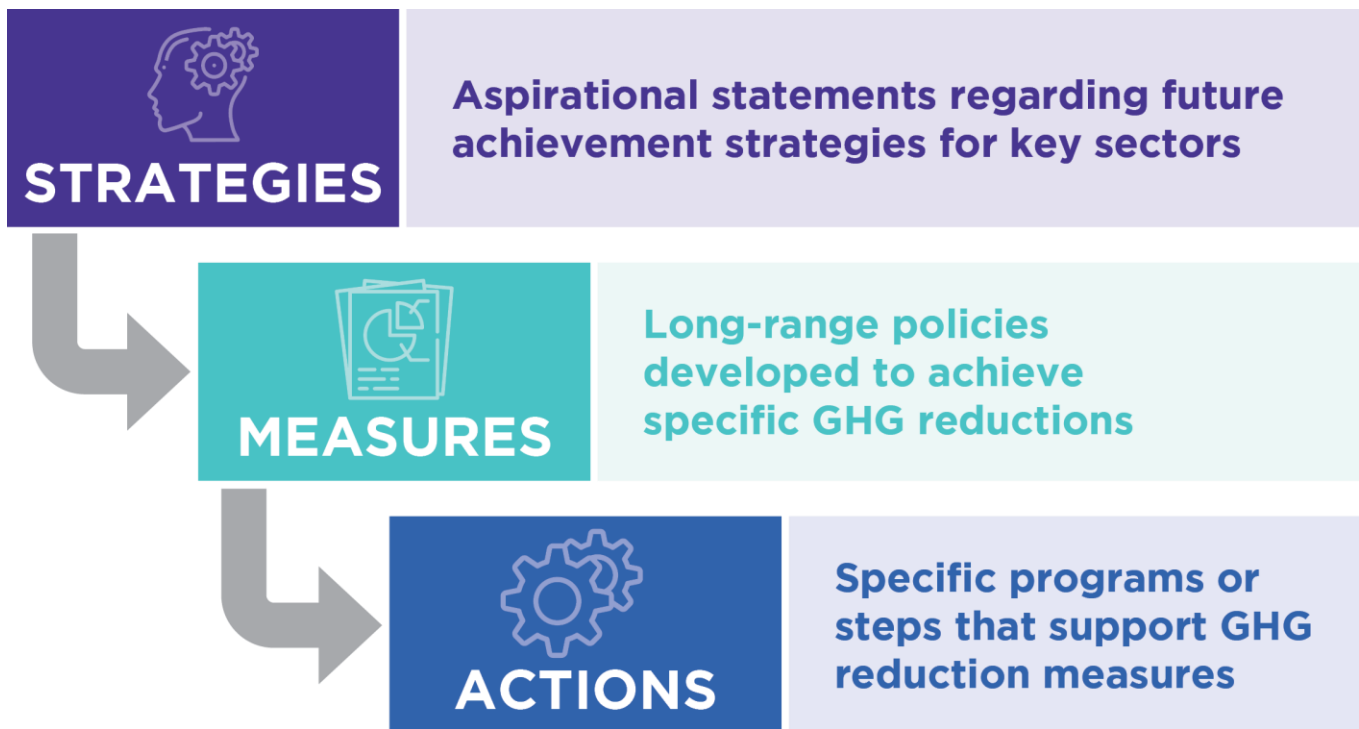 STRATEGIES
Aspirational statements regarding future
achievement strategies for key sectors
MEASURES
Long-range policies
developed to achieve
specific GHG reductions
ACTIONS
Specific programs or
steps that support GHG
reduction measures